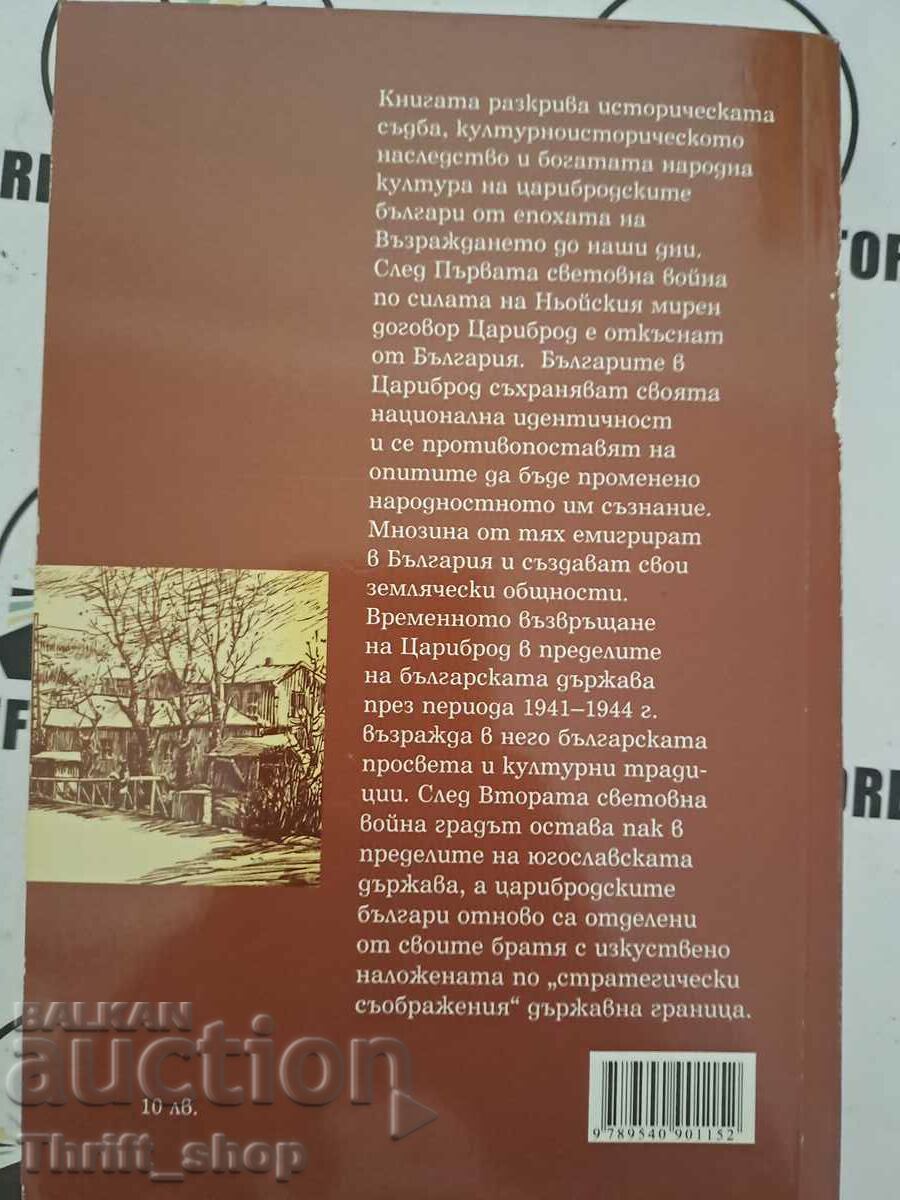 Книгата разкрива историческата
съдба, културноисторическото
наследство и богатата народна
култура на царибродските
българи от епохата на
Възраждането до наши дни.
След Първата световна война
по силата на Ньойския мирен
договор Цариброд е откъснат
от България. Българите в
Цариброд съхраняват своята
национална идентичност
и се противопоставят на
опитите да бъде променено
народностното им съзнание.
Мнозина от тях емигрират
в България и създават свои
землячески общности.
Временното възвръщане
на Цариброд в пределите
на българската държава
през периода 1941–1944 г.
възражда в него българската
просвета и културни тради-
ции. След Втората световна
война градът остава пак в
пределите на югославската
държава, а царибродските
българи отново са отделени
от своите братя с изкуствено
наложената по „стратегически
съображения“ държавна граница.
BALKAN
auction
10 лв.
Thrift_shop
9 789540 901152